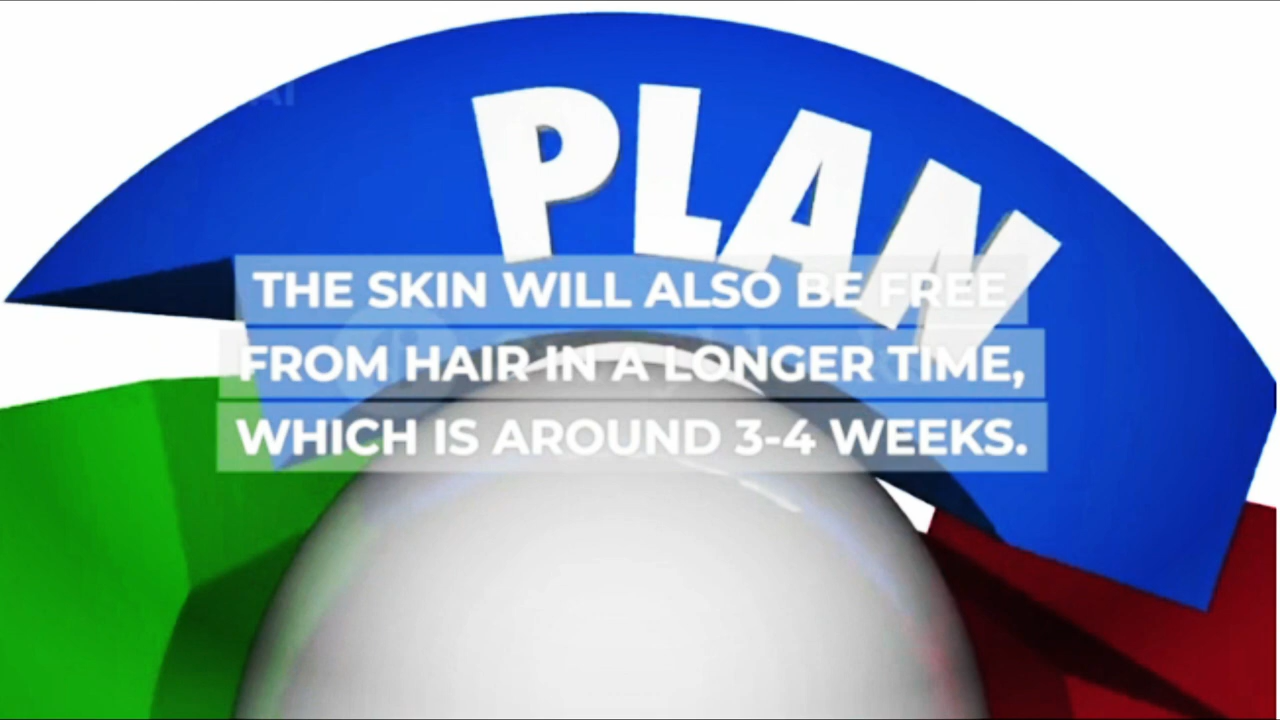 PLAN
THE SKIN WILL ALSO BE FREE
FROM HAIR IN A LONGER TIME,
WHICH IS AROUND 3-4 WEEKS.